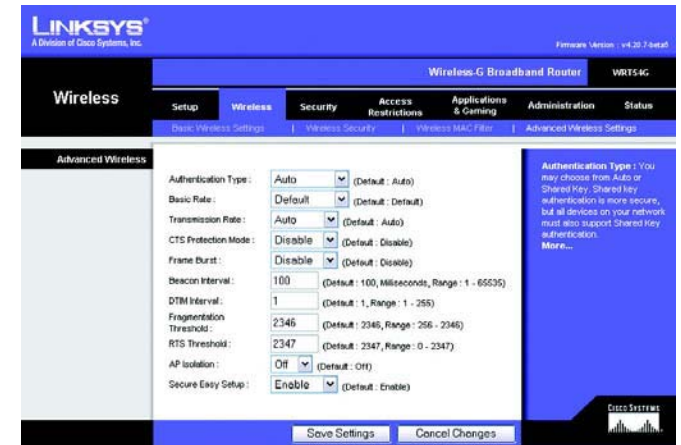 LINKSYS®
A Division of Cisco Systems, Inc.
Firmware Version : v4.20.7-beta6
Wireless-G Broadband Router WRT54G
Wireless
Setup Wireless Security Access Restrictions Applications & Gaming Administration Status
Basic Wireless Settings | Wireless Security | Wireless MAC Filter | Advanced Wireless Settings
Advanced Wireless
Authentication Type : Auto (Default : Auto)
Basic Rate : Default (Default : Default)
Transmission Rate : Auto (Default : Auto)
CTS Protection Mode : Disable (Default : Disable)
Frame Burst : Disable (Default : Disable)
Beacon Interval : 100 (Default : 100, Milliseconds, Range : 1 - 65535)
DTIM Interval : 1 (Default : 1, Range : 1 - 255)
Fragmentation Threshold : 2346 (Default : 2346, Range : 256 - 2346)
RTS Threshold : 2347 (Default : 2347, Range : 0 - 2347)
AP Isolation : Off (Default : Off)
Secure Easy Setup : Enable (Default : Enable)
Authentication Type : You
may choose from Auto or
Shared Key. Shared key
authentication is more secure,
but all devices on your network
must also support Shared Key
authentication.
More...
Save Settings Cancel Changes
CISCO SYSTEMS